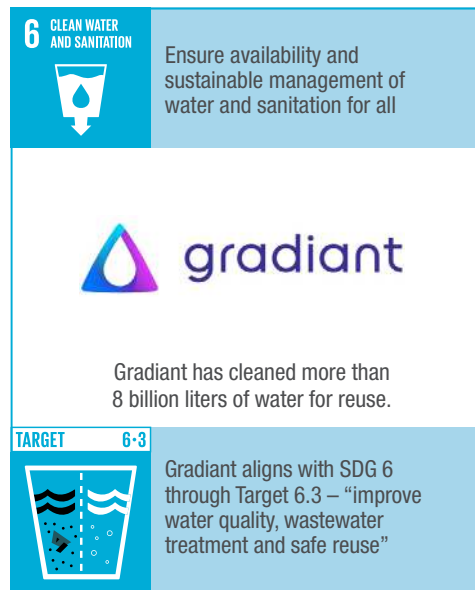 6 CLEAN WATER
AND SANITATION
Ensure availability and
sustainable management of
water and sanitation for all
gradiant
Gradiant has cleaned more than
8 billion liters of water for reuse.
TARGET 6·3
Gradiant aligns with SDG 6
through Target 6.3 – “improve
water quality, wastewater
treatment and safe reuse”